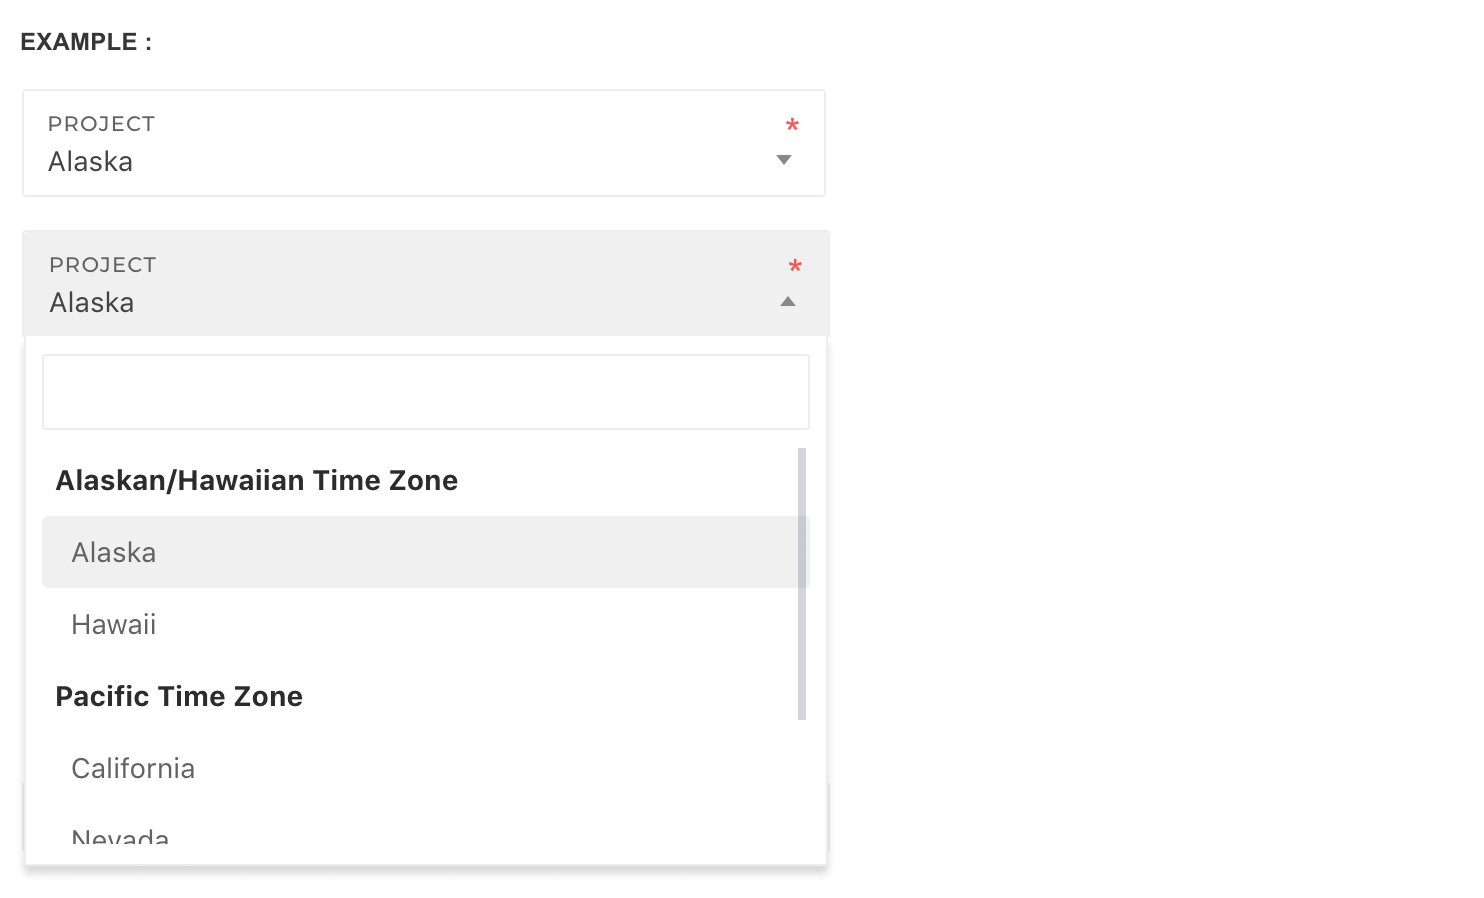 EXAMPLE :
PROJECT *
Alaska
PROJECT *
Alaska
Alaskan/Hawaiian Time Zone
Alaska
Hawaii
Pacific Time Zone
California
Nevada